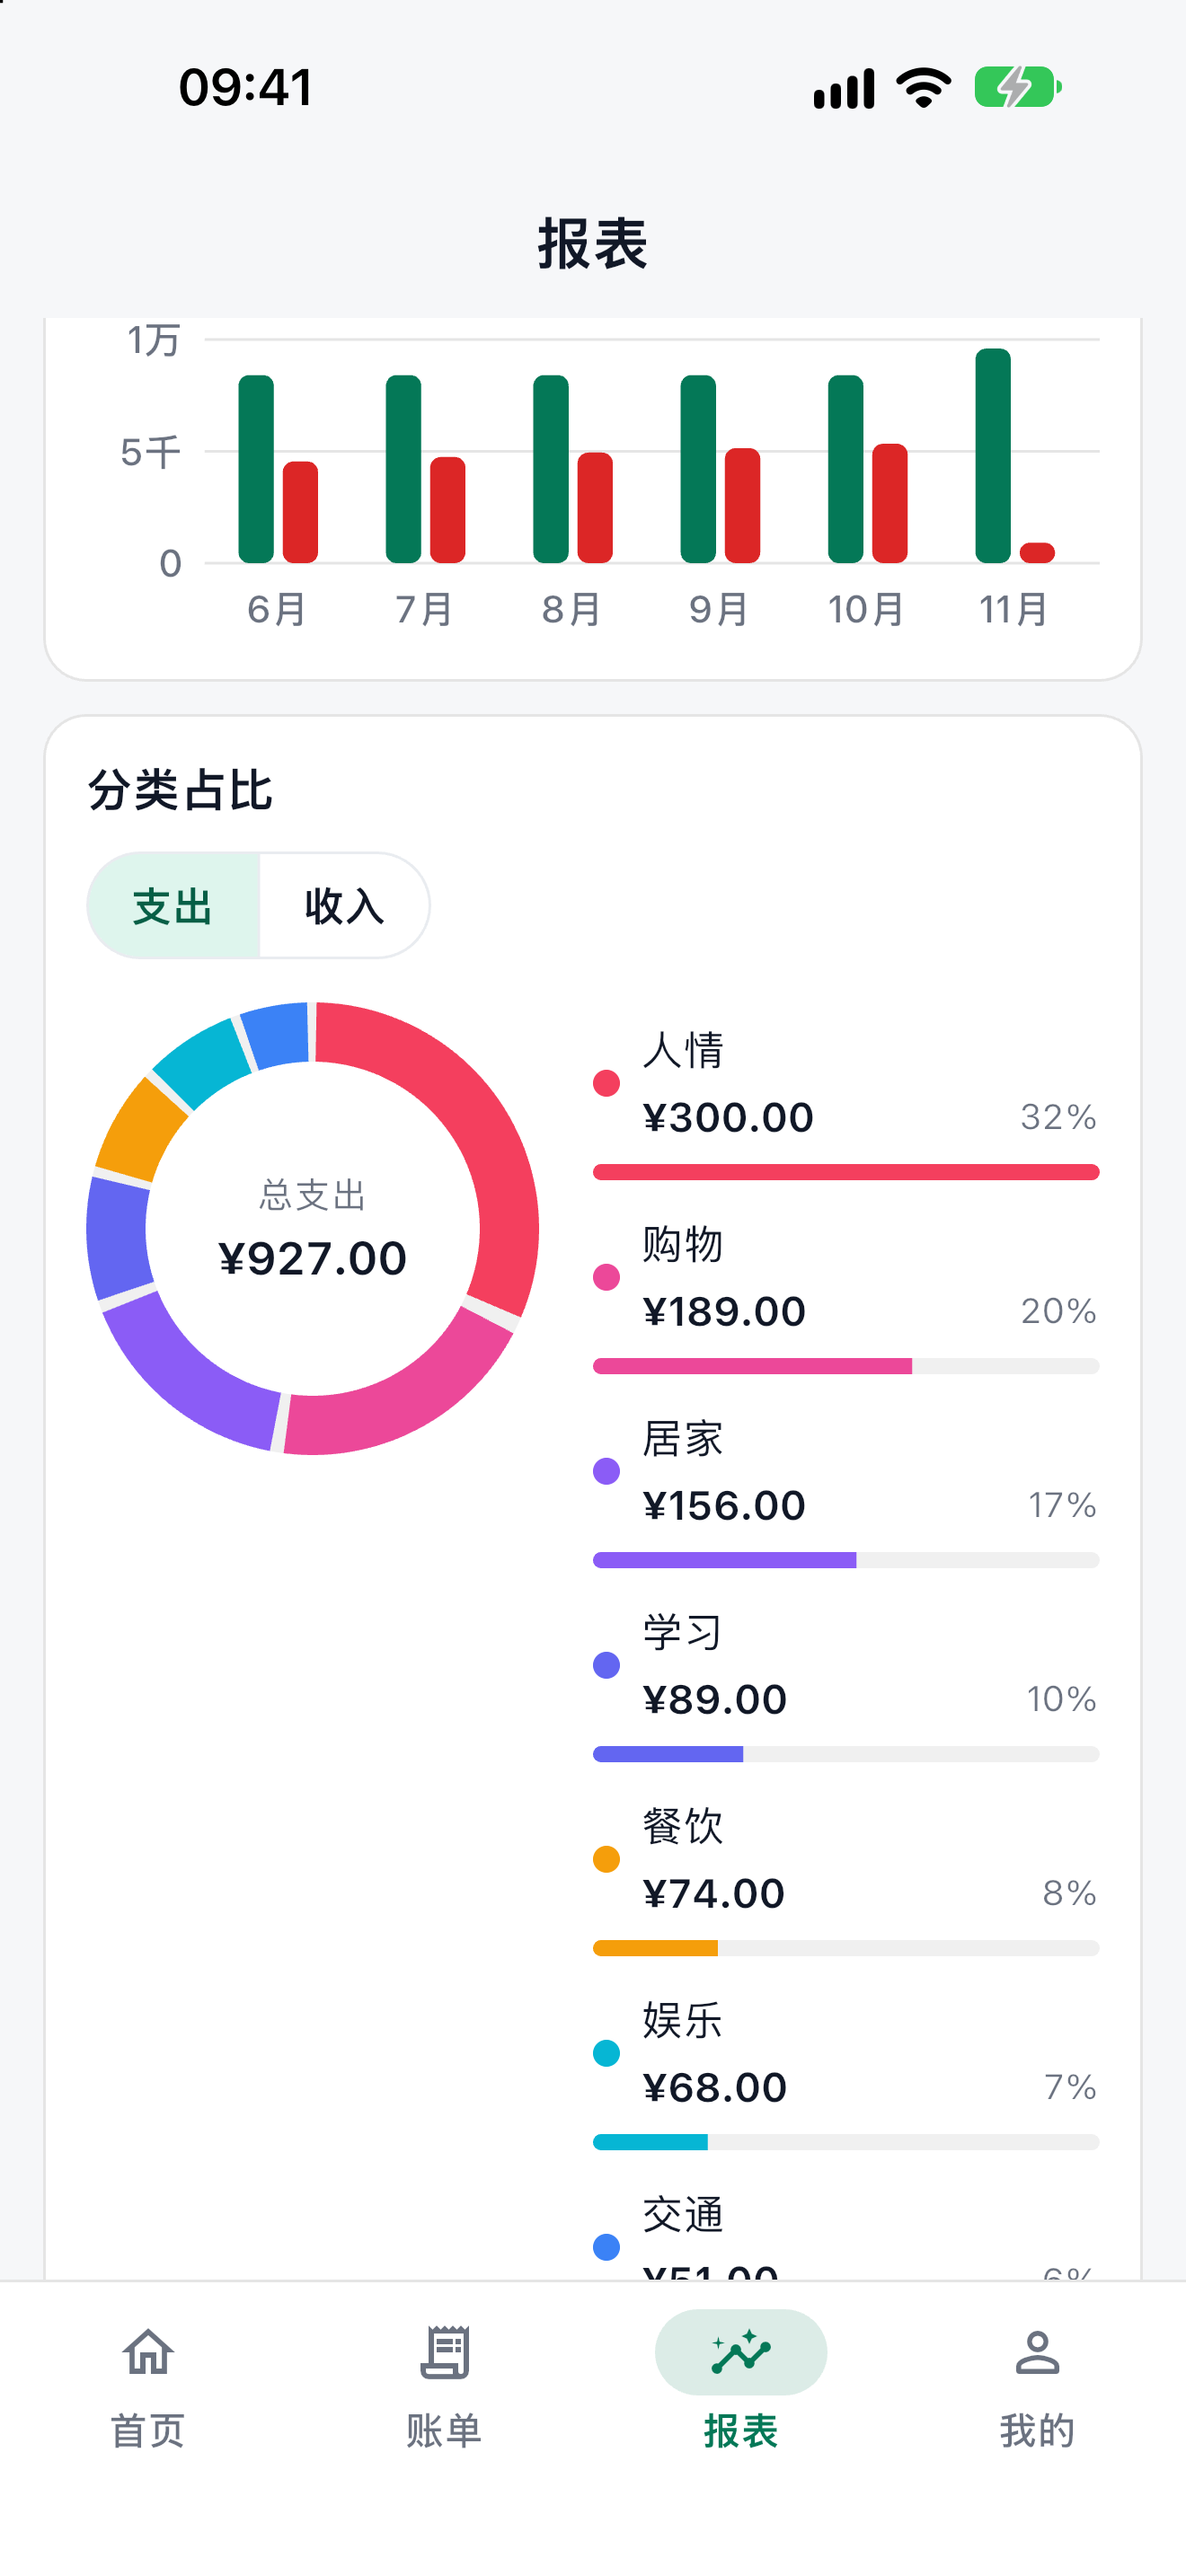 09:41
报表
1万
5千
0
6月 7月 8月 9月 10月 11月
分类占比
支出 收入
总支出
¥927.00
人情
¥300.00 32%
购物
¥189.00 20%
居家
¥156.00 17%
学习
¥89.00 10%
餐饮
¥74.00 8%
娱乐
¥68.00 7%
交通
¥51.00 6%
首页 账单 报表 我的